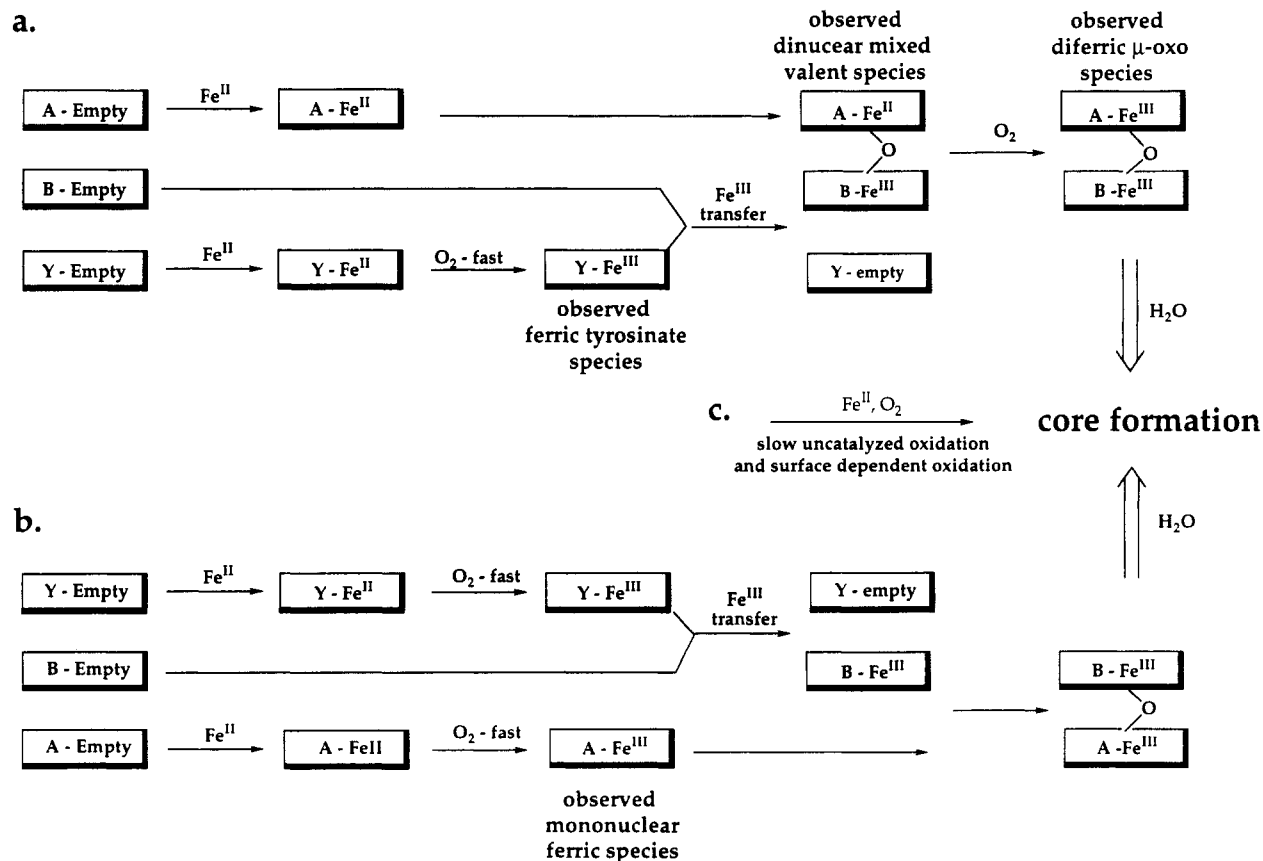 a.
observed
dinucear mixed
valent species
observed
diferric μ-oxo
species
A - Empty
Fe^II
A - Fe^II
A - Fe^II
O
B -Fe^III
O₂
A - Fe^III
O
B -Fe^III
B - Empty
Fe^III
transfer
Y - Empty
Fe^II
Y - Fe^II
O₂ - fast
Y - Fe^III
Y - empty
observed
ferric tyrosinate
species
H₂O
c.
Fe^II, O₂
slow uncatalyzed oxidation
and surface dependent oxidation
core formation
b.
H₂O
Y - Empty
Fe^II
Y - Fe^II
O₂ - fast
Y - Fe^III
Fe^III
transfer
Y - empty
B - Empty
B - Fe^III
B - Fe^III
O
A -Fe^III
A - Empty
Fe^II
A - FeII
O₂ - fast
A - Fe^III
observed
mononuclear
ferric species